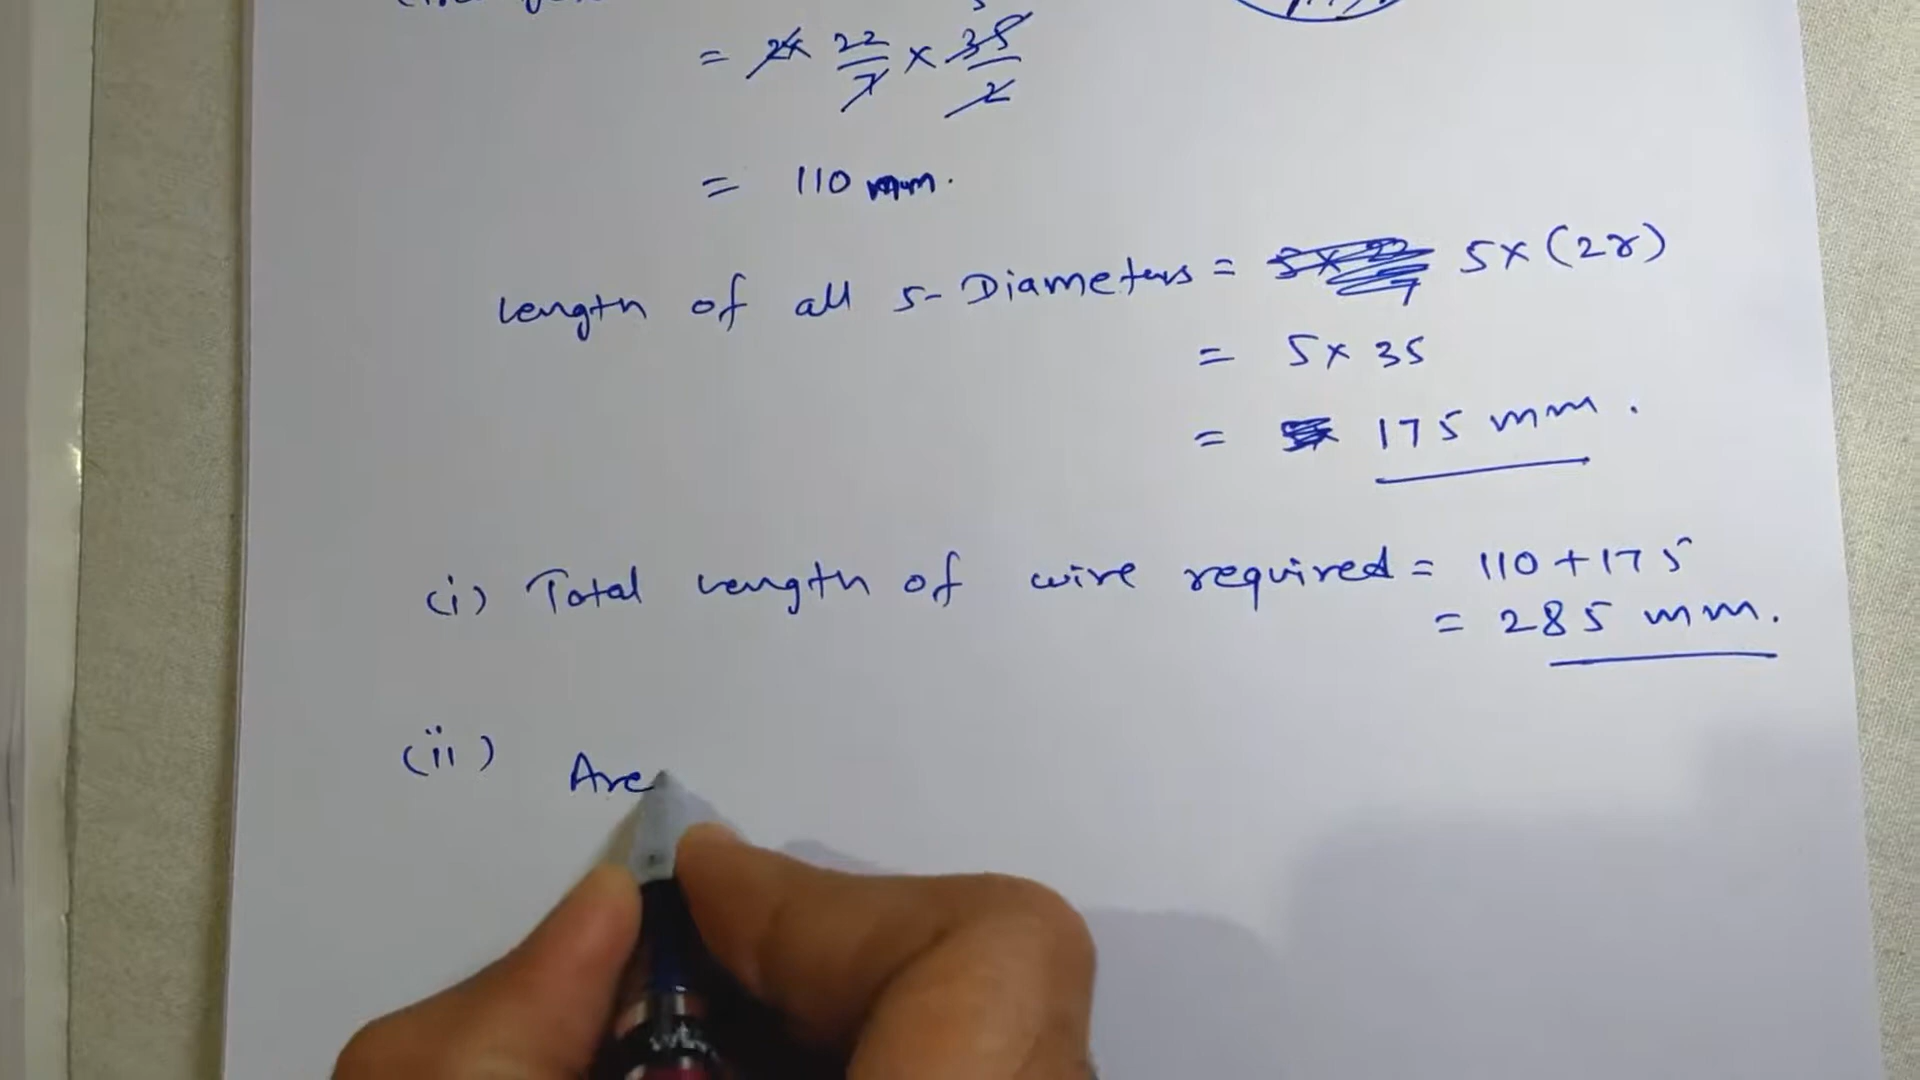 = 2× 22/7 × 35/2
= 110 mm.
Length of all 5-Diameters = 5×(2r)
= 5× 35
= 175 mm.
(i) Total length of wire required = 110+175
= 285 mm.
(ii) Are